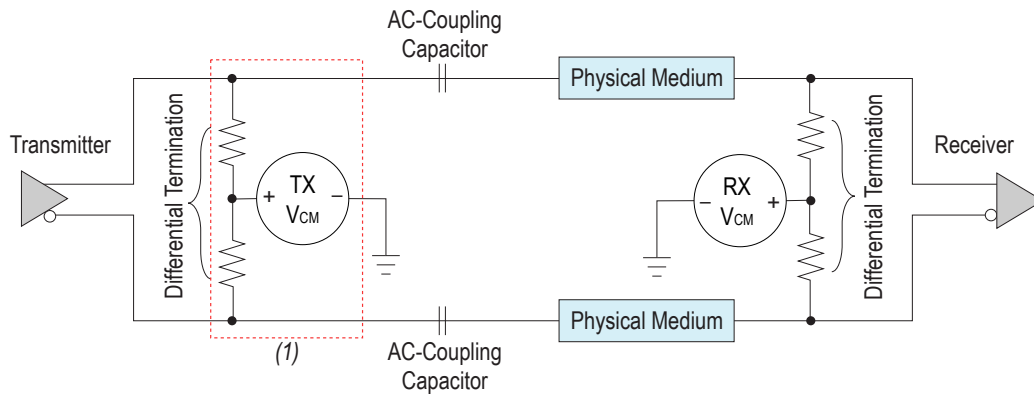 AC-Coupling
Capacitor
Physical Medium
Transmitter
Differential Termination
+ TX -
VCM
RX
- VCM +
Differential Termination
Receiver
(1)
AC-Coupling
Capacitor
Physical Medium